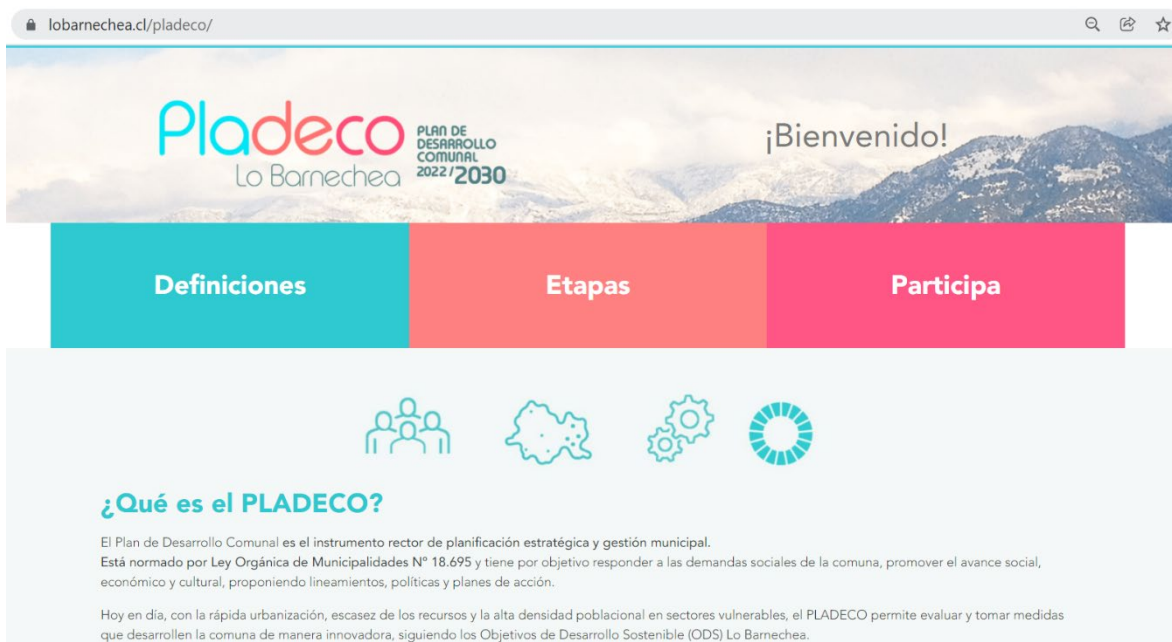 lobarnechea.cl/pladeco/
Pladeco
Lo Barnechea
PLAN DE
DESARROLLO
COMUNAL
2022/2030
¡Bienvenido!
Definiciones
Etapas
Participa
¿Qué es el PLADECO?
El Plan de Desarrollo Comunal es el instrumento rector de planificación estratégica y gestión municipal.
Está normado por Ley Orgánica de Municipalidades N° 18.695 y tiene por objetivo responder a las demandas sociales de la comuna, promover el avance social,
económico y cultural, proponiendo lineamientos, políticas y planes de acción.
Hoy en día, con la rápida urbanización, escasez de los recursos y la alta densidad poblacional en sectores vulnerables, el PLADECO permite evaluar y tomar medidas
que desarrollen la comuna de manera innovadora, siguiendo los Objetivos de Desarrollo Sostenible (ODS) Lo Barnechea.